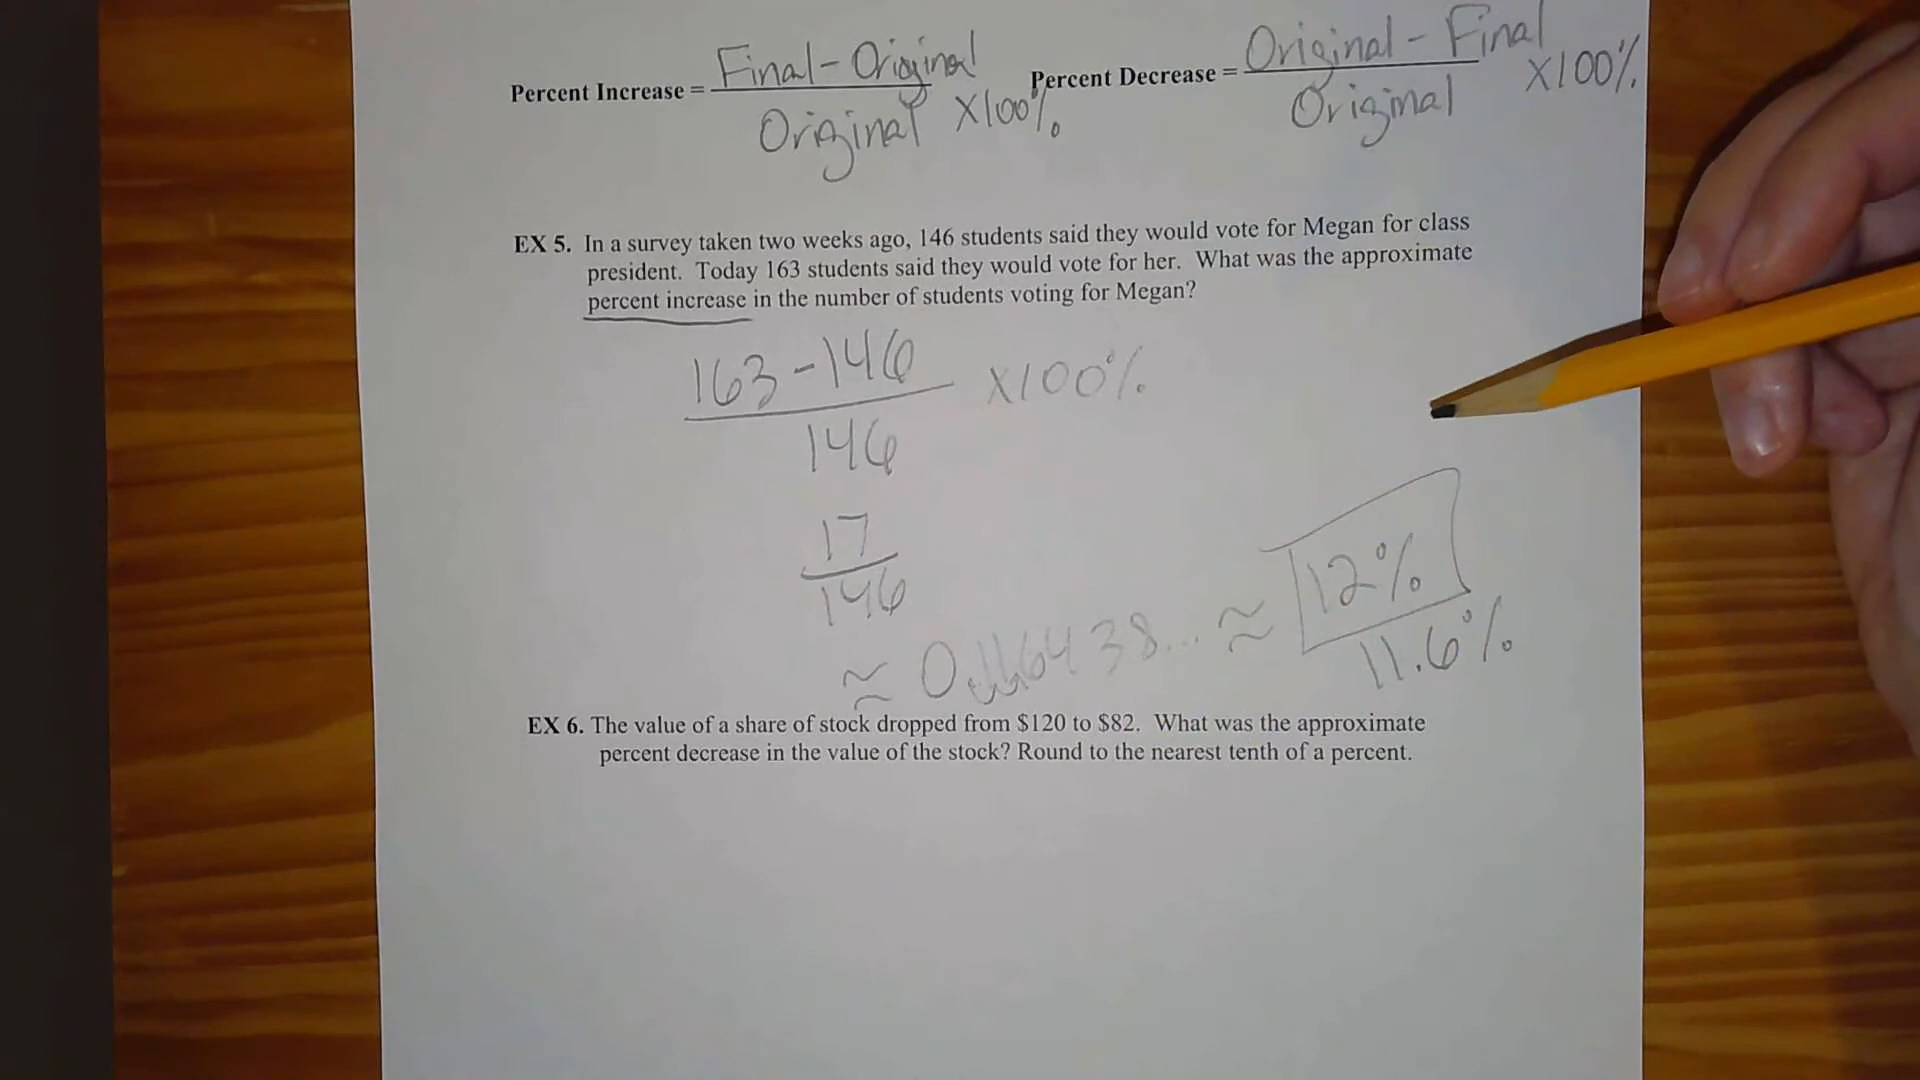 Percent Increase = Final - Original
Original X100%
Percent Decrease = Original - Final
Original X100%
EX 5. In a survey taken two weeks ago, 146 students said they would vote for Megan for class
president. Today 163 students said they would vote for her. What was the approximate
percent increase in the number of students voting for Megan?
163 - 146 X100%
146
17
146
≈ 0.116438... ≈ 12%
11.6%
EX 6. The value of a share of stock dropped from $120 to $82. What was the approximate
percent decrease in the value of the stock? Round to the nearest tenth of a percent.